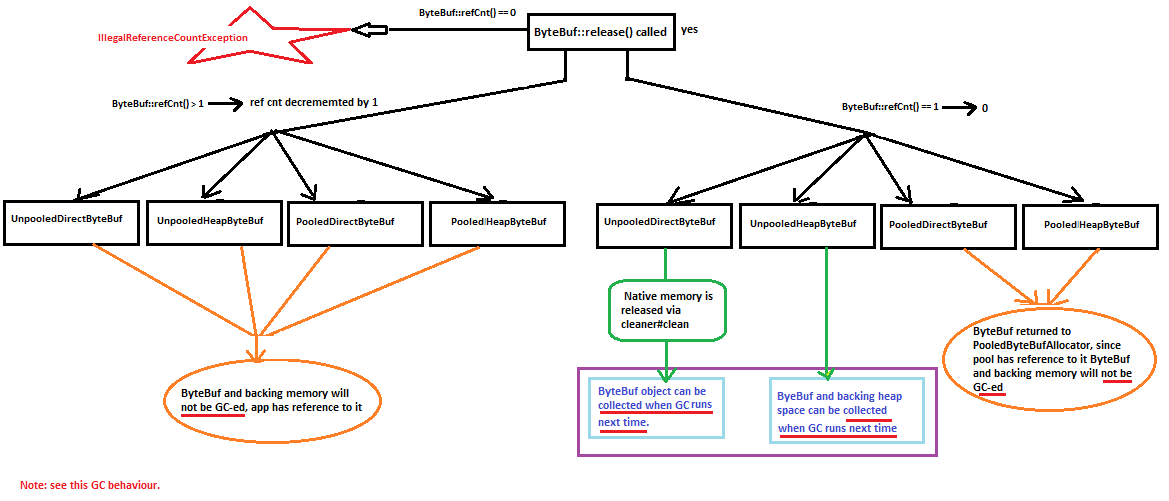 ByteBuf::refCnt() == 0
IllegalReferenceCountException
ByteBuf::release() called
yes
ByteBuf::refCnt() > 1
ref cnt decrememted by 1
ByteBuf::refCnt() == 1
0
UnpooledDirectByteBuf
UnpooledHeapByteBuf
PooledDirectByteBuf
PooledHeapByteBuf
UnpooledDirectByteBuf
UnpooledHeapByteBuf
PooledDirectByteBuf
PooledHeapByteBuf
Native memory is
released via
cleaner#clean
ByteBuf returned to
PooledByteBufAllocator, since
pool has reference to it ByteBuf
and backing memory will not be
GC-ed
ByteBuf and backing memory will
not be GC-ed, app has reference to it
ByteBuf object can be
collected when GC runs
next time.
ByeBuf and backing heap
space can be collected
when GC runs next time
Note: see this GC behaviour.